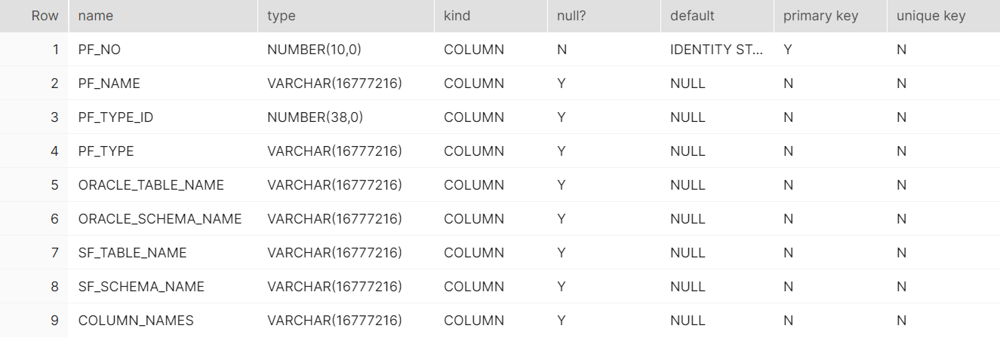 Row name type kind null? default primary key unique key
1 PF_NO NUMBER(10,0) COLUMN N IDENTITY ST... Y N
2 PF_NAME VARCHAR(16777216) COLUMN Y NULL N N
3 PF_TYPE_ID NUMBER(38,0) COLUMN Y NULL N N
4 PF_TYPE VARCHAR(16777216) COLUMN Y NULL N N
5 ORACLE_TABLE_NAME VARCHAR(16777216) COLUMN Y NULL N N
6 ORACLE_SCHEMA_NAME VARCHAR(16777216) COLUMN Y NULL N N
7 SF_TABLE_NAME VARCHAR(16777216) COLUMN Y NULL N N
8 SF_SCHEMA_NAME VARCHAR(16777216) COLUMN Y NULL N N
9 COLUMN_NAMES VARCHAR(16777216) COLUMN Y NULL N N